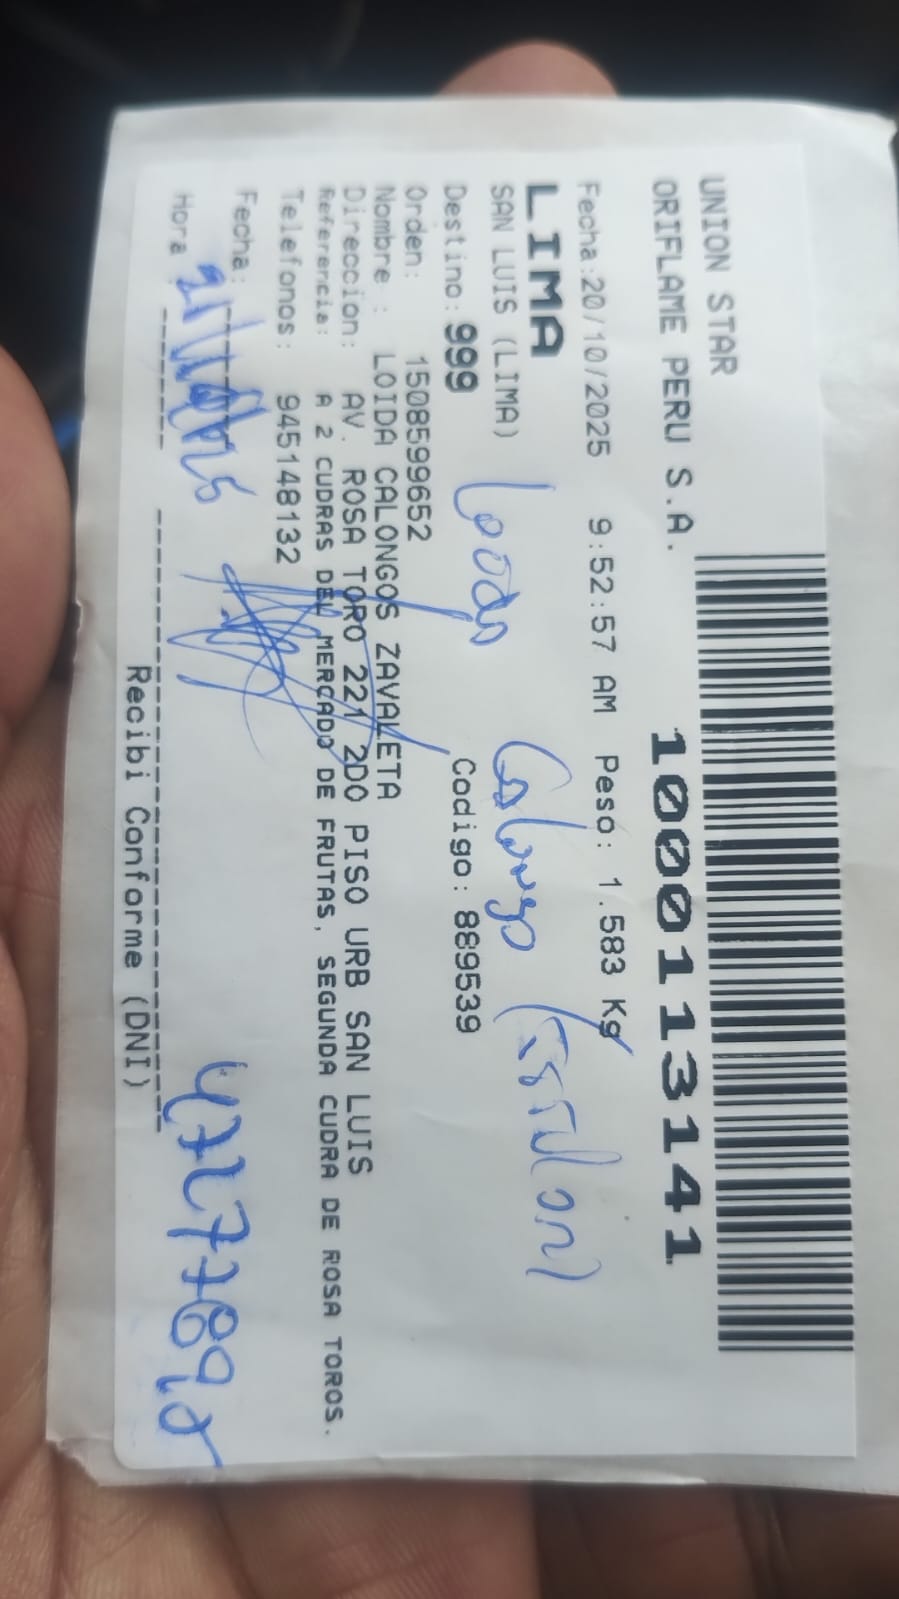 UNION STAR
ORIFLAME PERU S.A.
10001113141
Fecha:20/10/2025 9:52:57 AM Peso: 1.583 Kg
LIMA
SAN LUIS (LIMA)
Calongo (titular)
Destino: 999 Codigo: 889539
Orden: 1508599652
Nombre : LOIDA CALONGOS ZAVALETA
Direccion: AV. ROSA TORO 221 2DO PISO URB SAN LUIS
Referencia: A 2 CUDRAS DEL MERCADO DE FRUTAS, SEGUNDA CUDRA DE ROSA TOROS.
Telefonos: 945148132
Fecha:
Hora :
Recibi Conforme (DNI)